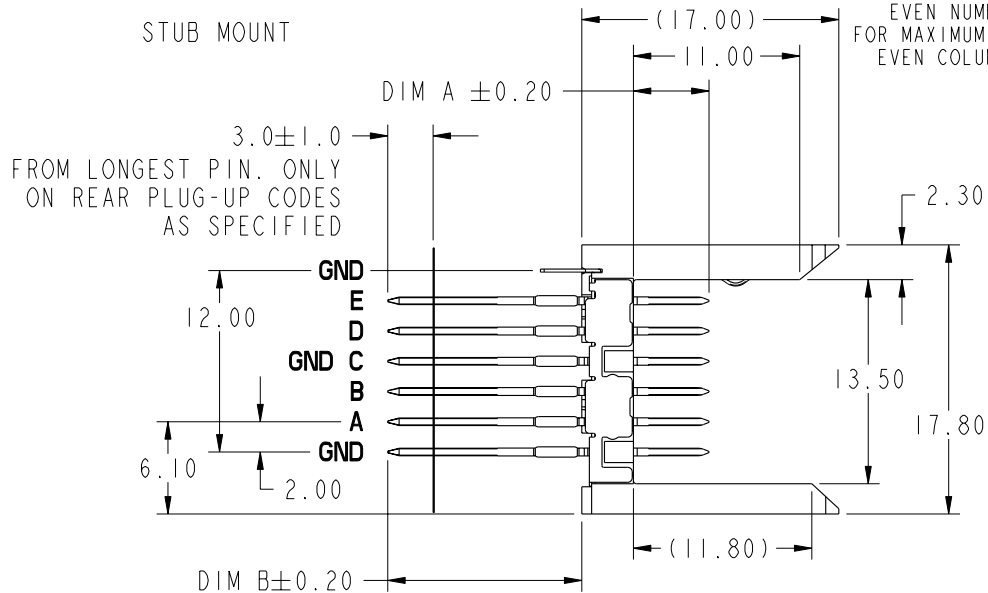 STUB MOUNT
(17.00)
EVEN NUM
FOR MAXIMUM
EVEN COLU
11.00
DIM A ±0.20
3.0±1.0
FROM LONGEST PIN. ONLY
ON REAR PLUG-UP CODES
AS SPECIFIED
2.30
GND
E
12.00
D
GND C
13.50
B
A
17.80
GND
6.10
2.00
(11.80)
DIM B±0.20